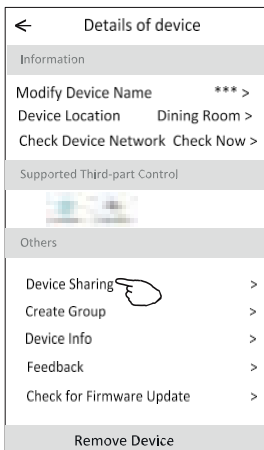 ← Details of device
Information
Modify Device Name *** >
Device Location Dining Room >
Check Device Network Check Now >
Supported Third-part Control
Others
Device Sharing >
Create Group >
Device Info >
Feedback >
Check for Firmware Update >
Remove Device